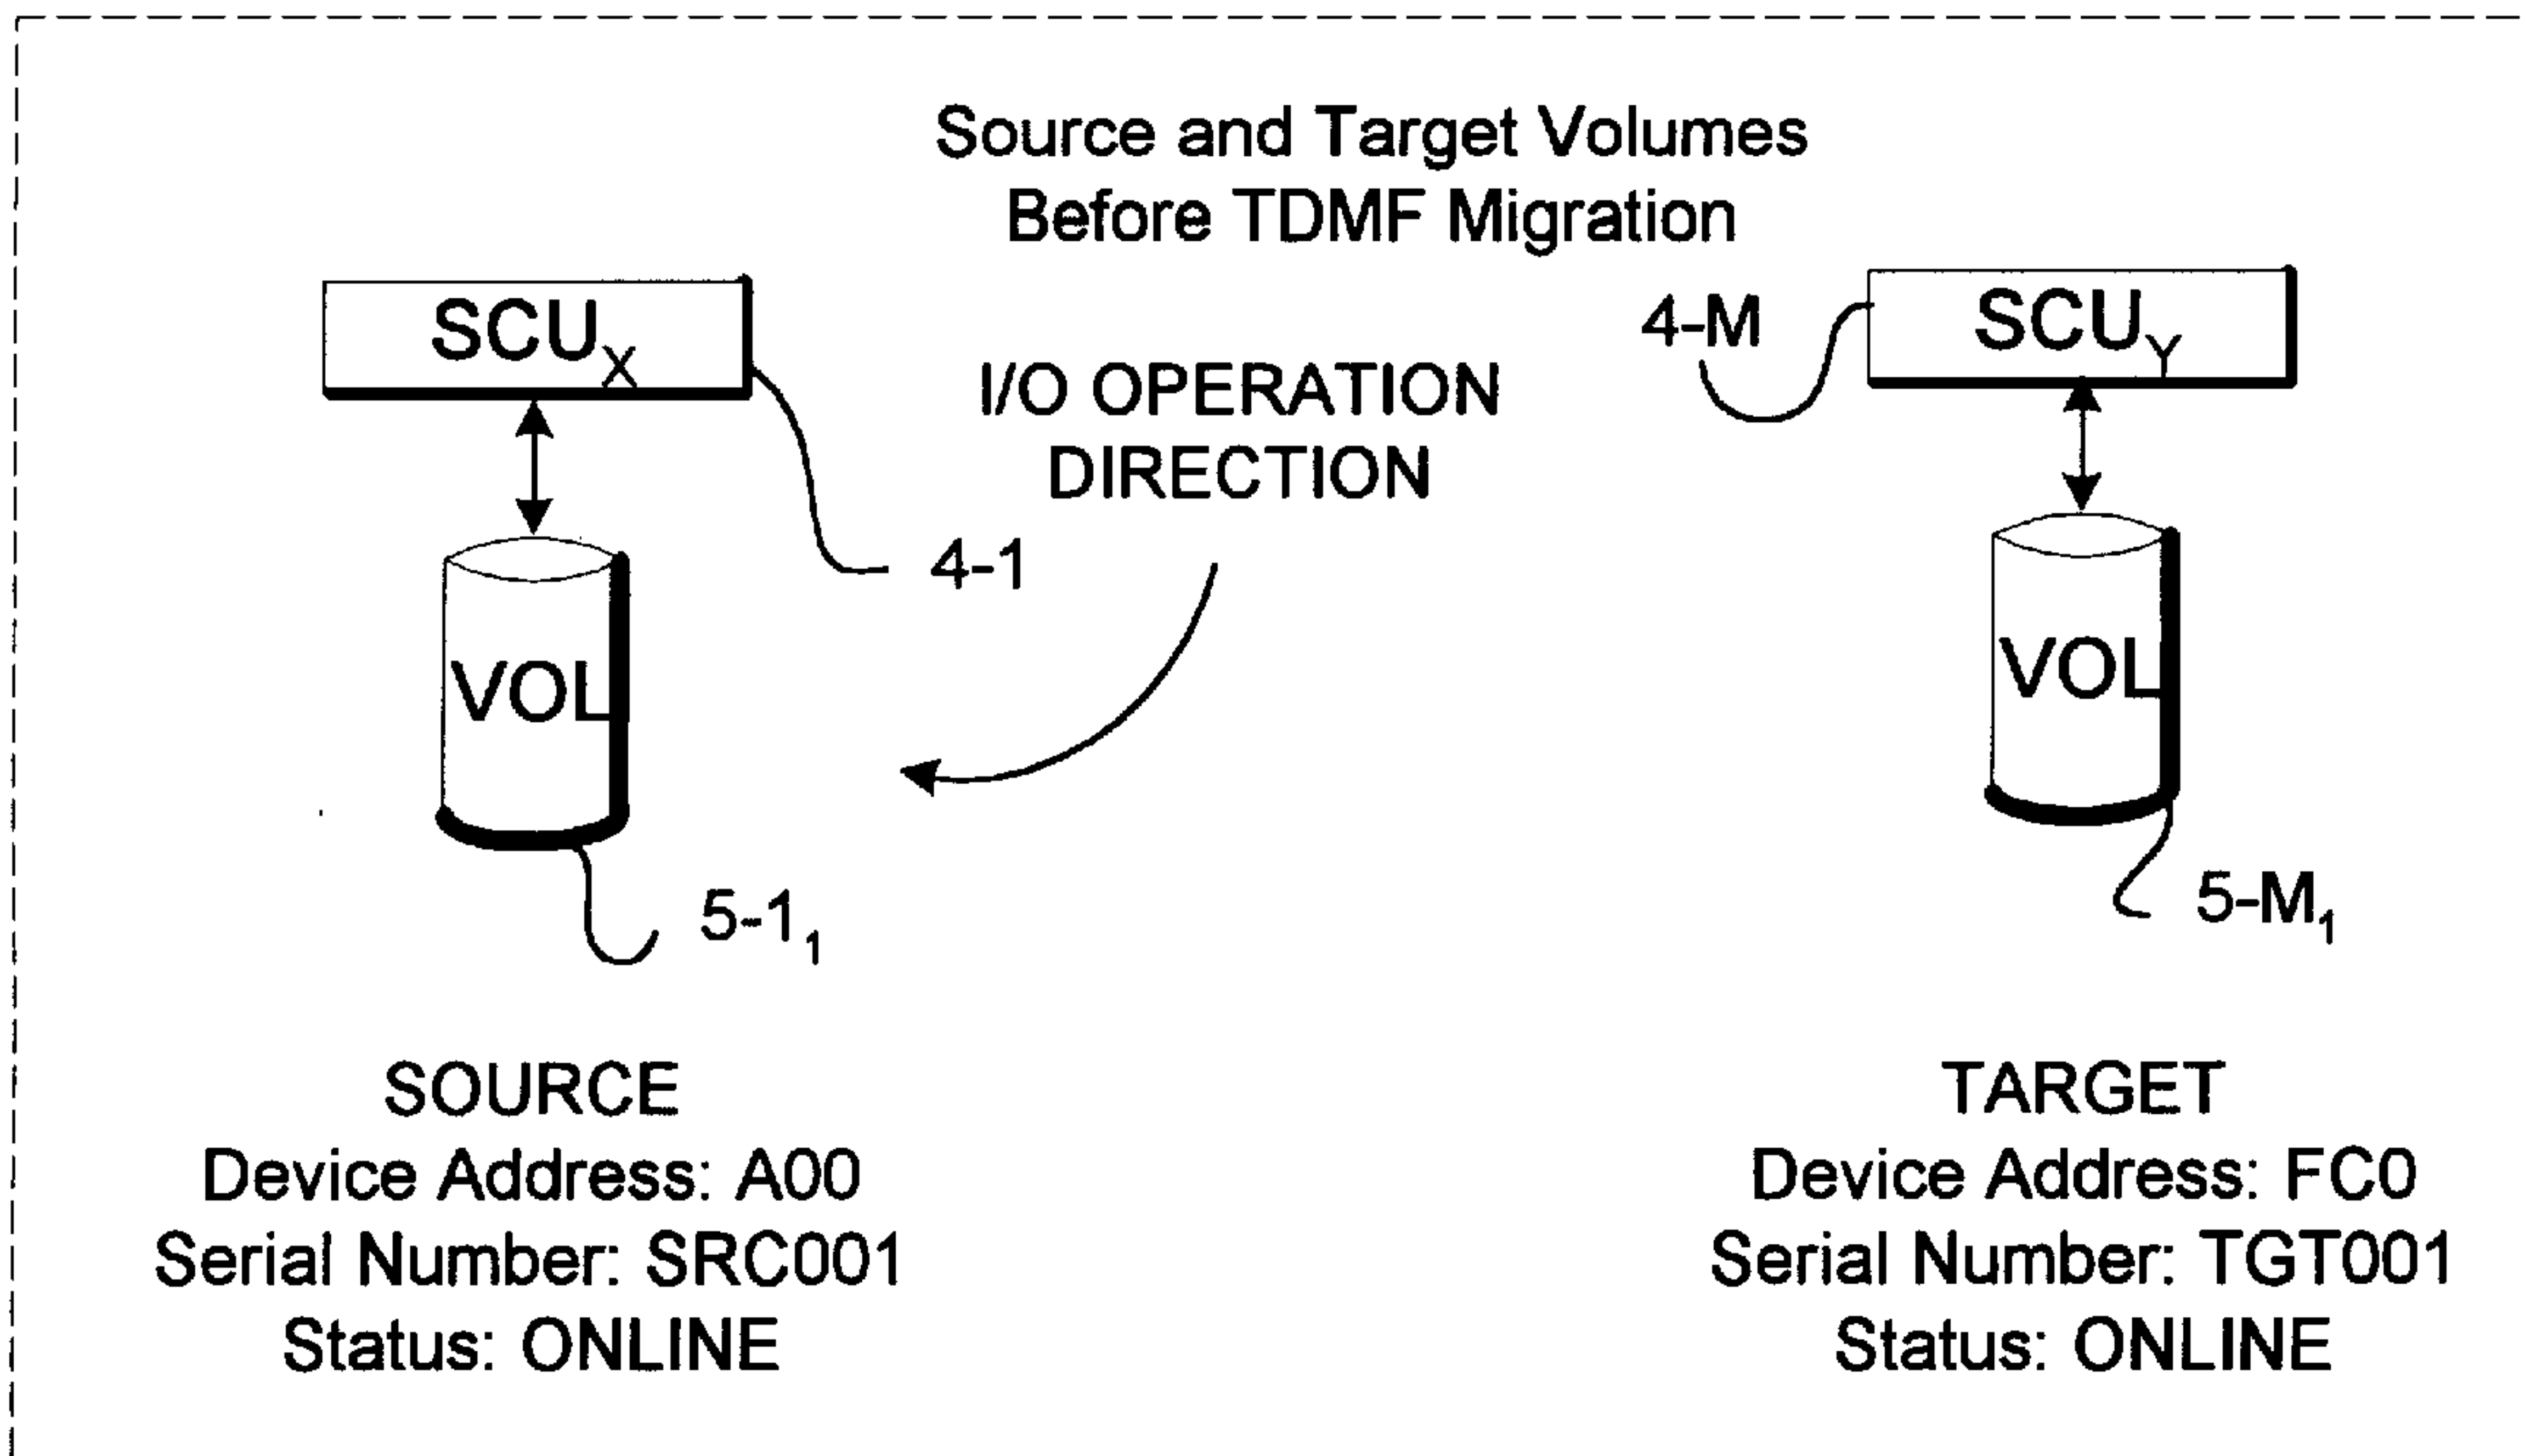 Source and Target Volumes
Before TDMF Migration
SCUX
4-M
SCUY
I/O OPERATION
DIRECTION
4-1
VOL
VOL
5-11
5-M1
SOURCE
Device Address: A00
Serial Number: SRC001
Status: ONLINE
TARGET
Device Address: FC0
Serial Number: TGT001
Status: ONLINE